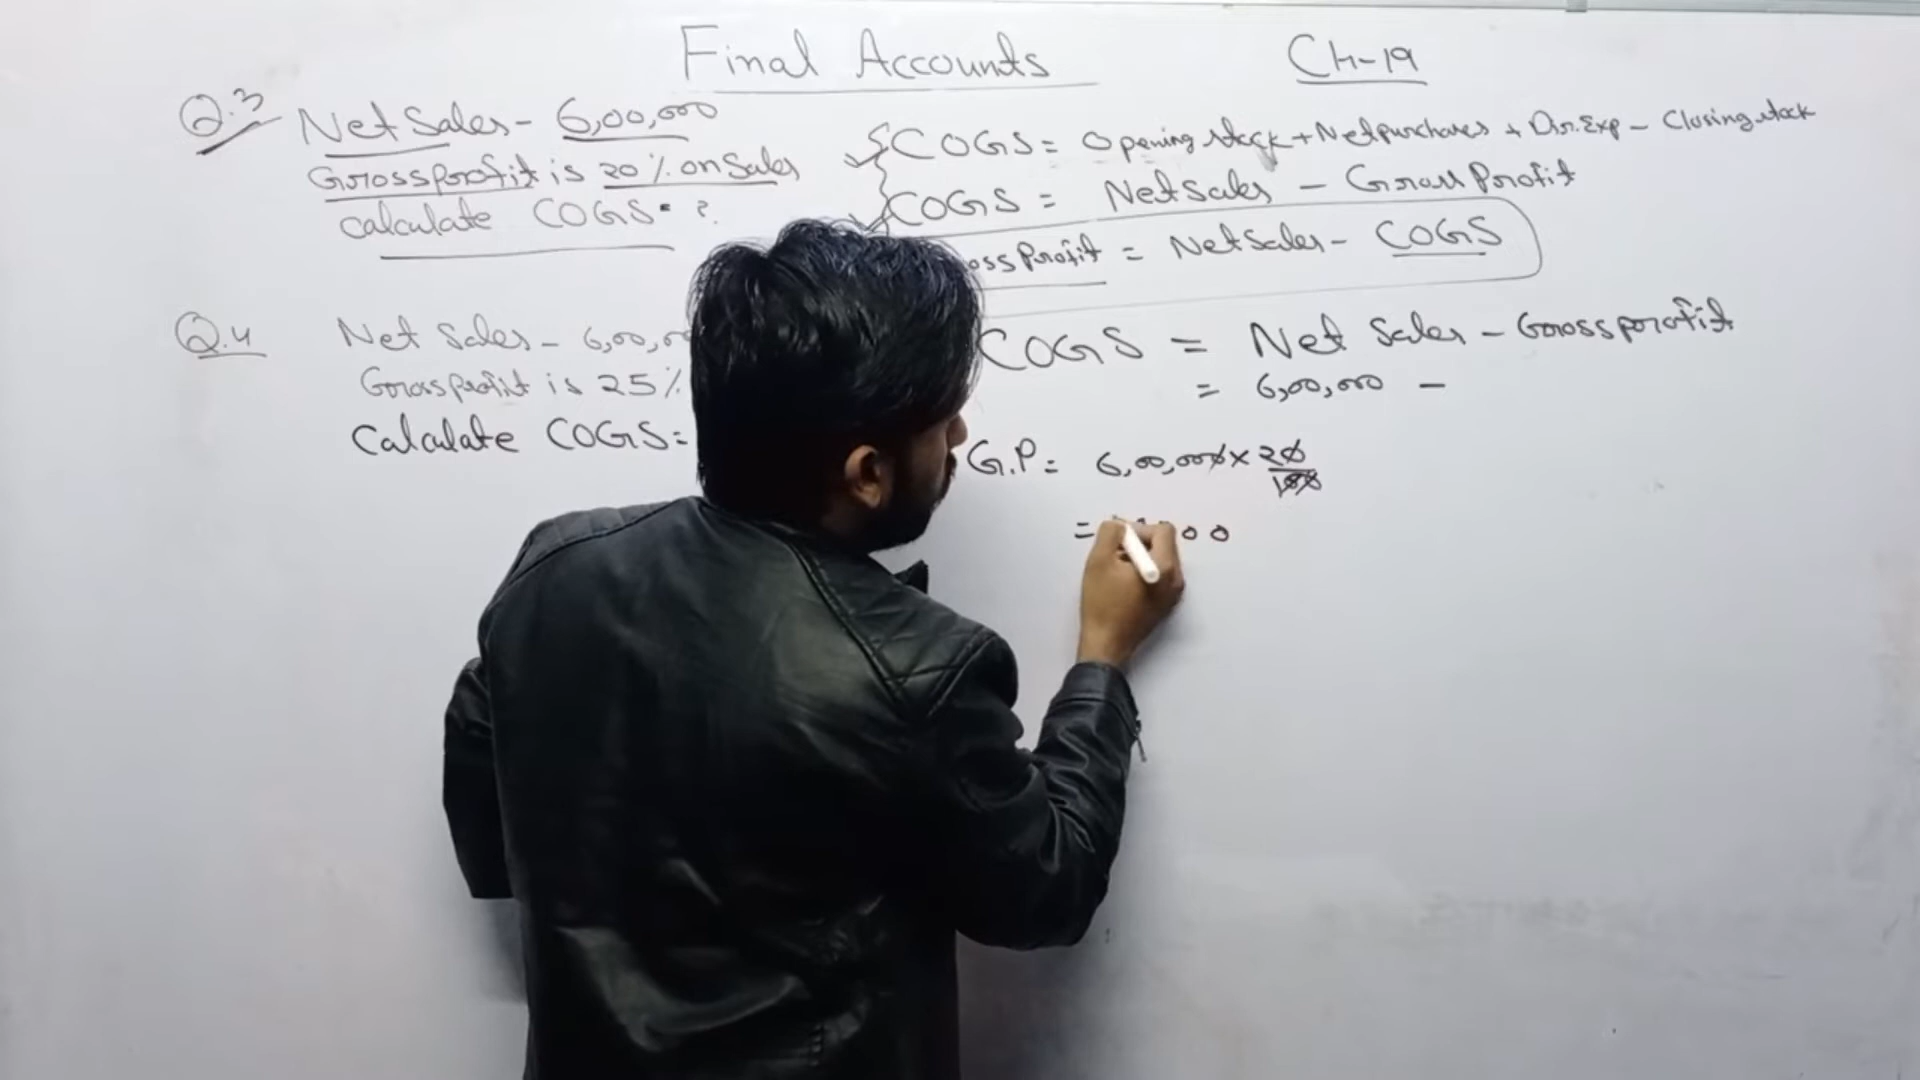 Final Accounts
Ch-19
Q.3 Net Sales - 6,00,000
Gross profit is 20% on Sales
Calculate COGS = ?
COGS = Opening stock + Net purchases + Dir. Exp - Closing stock
COGS = Net Sales - Gross Profit
oss Profit = Net Sales - COGS
Q.4 Net Sales - 6,00,00
Gross profit is 25%
Calculate COGS =
COGS = Net Sales - Gross profit
= 6,00,000 -
G.P = 6,00,000 x 20/100
= 00